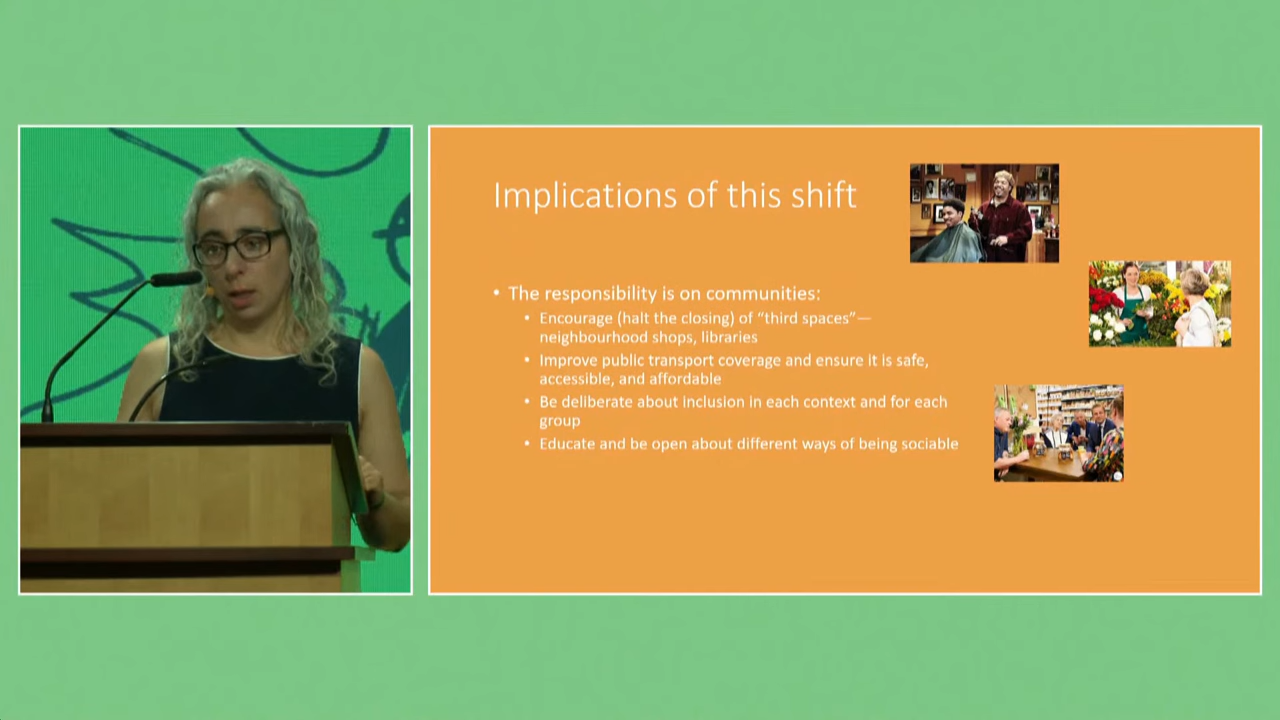 Implications of this shift
• The responsibility is on communities:
• Encourage (halt the closing) of “third spaces”—
neighbourhood shops, libraries
• Improve public transport coverage and ensure it is safe,
accessible, and affordable
• Be deliberate about inclusion in each context and for each
group
• Educate and be open about different ways of being sociable